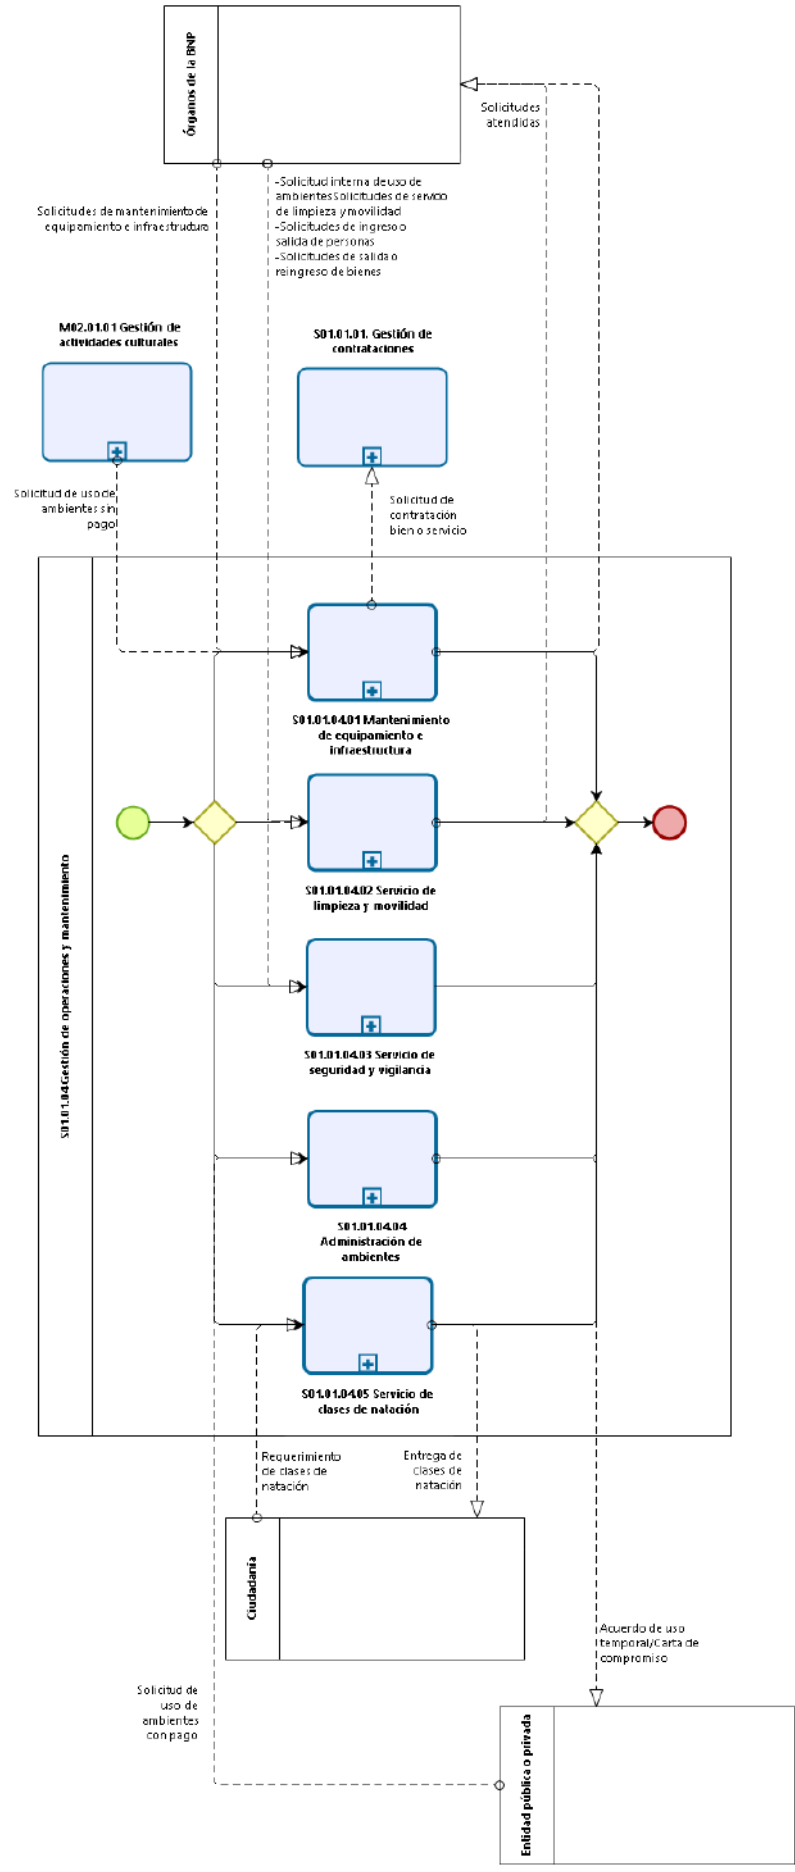 Órganos de la BNP
Solicitudes
atendidas
Solicitudes de mantenimiento de
equipamiento e infraestructura
-Solicitud interna de uso de
ambientesSolicitudes de servicio
de limpieza y movilidad
-Solicitudes de ingreso o
salida de personas
-Solicitudes de salida o
reingreso de bienes
M02.01.01 Gestión de
actividades culturales
S01.01.01. Gestión de
contrataciones
Solicitud de uso de
ambientes sin
pago
Solicitud de
contratación
bien o servicio
S01.01.04 Gestión de operaciones y mantenimiento
S01.01.04.01 Mantenimiento
de equipamiento e
infraestructura
S01.01.04.02 Servicio de
limpieza y movilidad
S01.01.04.03 Servicio de
seguridad y vigilancia
S01.01.04.04
Administración de
ambientes
S01.01.04.05 Servicio de
clases de natación
Requerimiento
de clases de
natación
Entrega de
clases de
natación
Ciudadanía
Acuerdo de uso
temporal/Carta de
compromiso
Solicitud de
uso de
ambientes
con pago
Entidad pública o privada